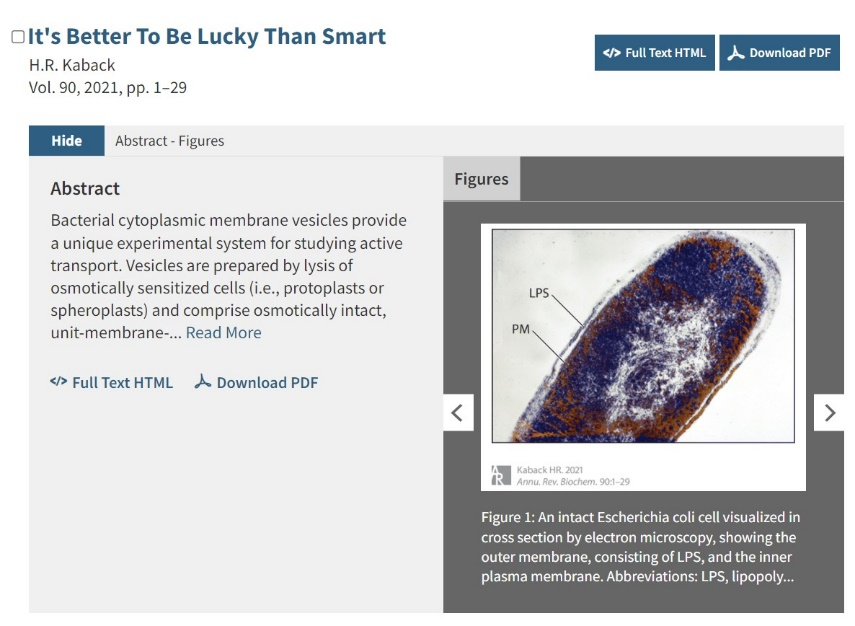 It's Better To Be Lucky Than Smart
H.R. Kaback
Vol. 90, 2021, pp. 1–29
</> Full Text HTML
Download PDF
Hide
Abstract - Figures
Abstract
Bacterial cytoplasmic membrane vesicles provide
a unique experimental system for studying active
transport. Vesicles are prepared by lysis of
osmotically sensitized cells (i.e., protoplasts or
spheroplasts) and comprise osmotically intact,
unit-membrane-... Read More
</> Full Text HTML
Download PDF
Figures
LPS
PM
AR
Kaback HR. 2021
Annu. Rev. Biochem. 90:1–29
Figure 1: An intact Escherichia coli cell visualized in
cross section by electron microscopy, showing the
outer membrane, consisting of LPS, and the inner
plasma membrane. Abbreviations: LPS, lipopoly...